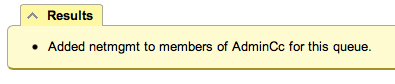 Results
Added netmgmt to members of AdminCc for this queue.